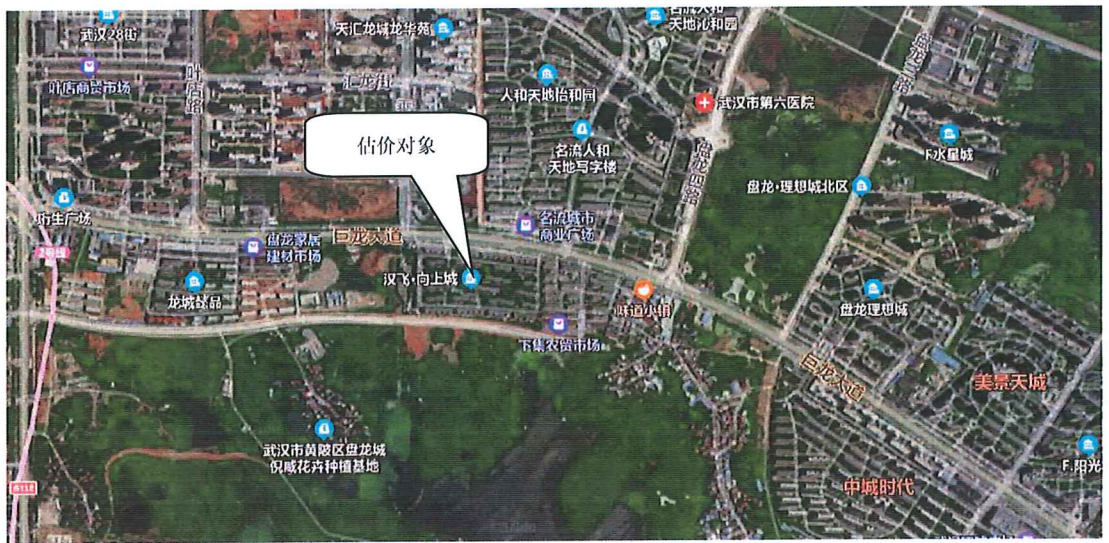 武汉28街
天汇龙城龙华苑
名流人和
天地沁和园
叶店商贸市场
汇龙街
人和天地怡和园
武汉市第六医院
估价对象
名流人和
天地写字楼
F.水星城
盘龙·理想城北区
衍生广场
名流城市
商业广场
盘龙家居
建材市场
巨龙大道
2号线
汉飞·向上城
龙城臻品
味道小镇
盘龙理想城
下集农贸市场
巨龙大道
美景天城
武汉市黄陂区盘龙城
倪威花卉种植基地
F.阳光
中城时代